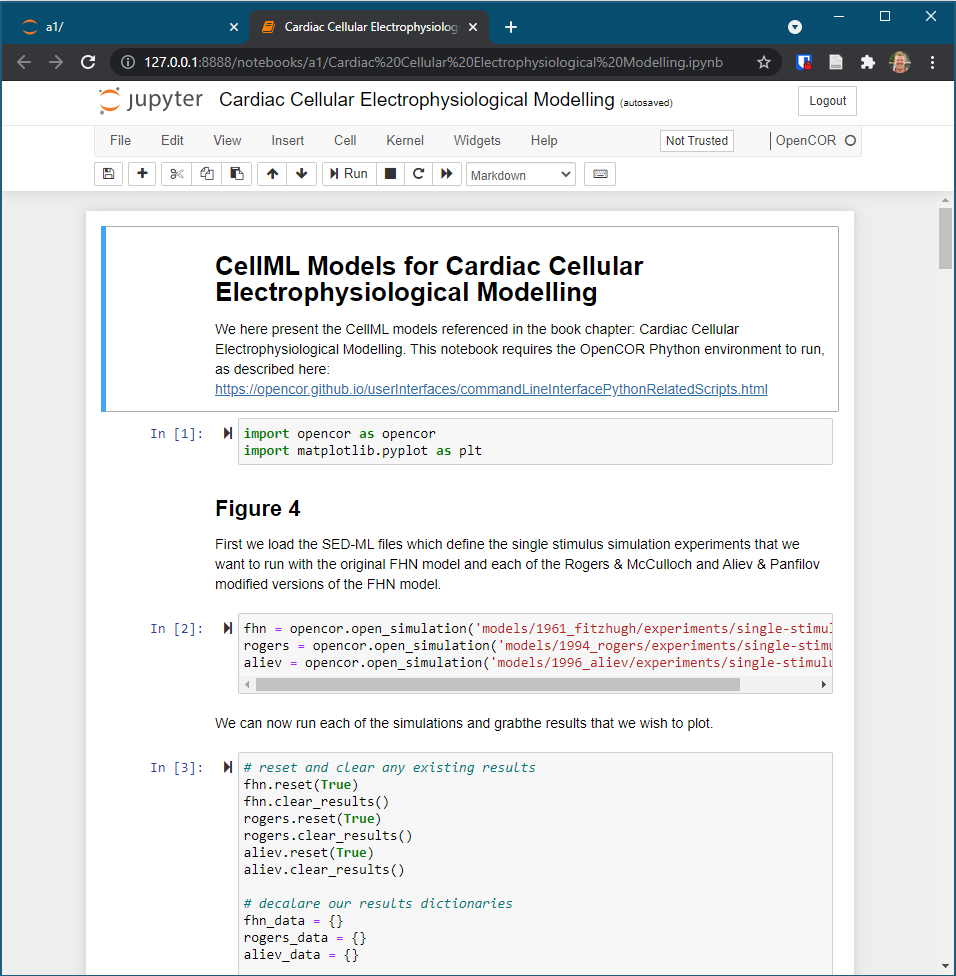 a1/
Cardiac Cellular Electrophysiolog
127.0.0.1:8888/notebooks/a1/Cardiac%20Cellular%20Electrophysiological%20Modelling.ipynb
jupyter Cardiac Cellular Electrophysiological Modelling (autosaved)
Logout
File Edit View Insert Cell Kernel Widgets Help
Not Trusted
OpenCOR
Run
Markdown
CellML Models for Cardiac Cellular
Electrophysiological Modelling
We here present the CellML models referenced in the book chapter: Cardiac Cellular
Electrophysiological Modelling. This notebook requires the OpenCOR Phython environment to run,
as described here:
https://opencor.github.io/userInterfaces/commandLineInterfacePythonRelatedScripts.html
In [1]:
import opencor as opencor
import matplotlib.pyplot as plt
Figure 4
First we load the SED-ML files which define the single stimulus simulation experiments that we
want to run with the original FHN model and each of the Rogers & McCulloch and Aliev & Panfilov
modified versions of the FHN model.
In [2]:
fhn = opencor.open_simulation('models/1961_fitzhugh/experiments/single-stimul
rogers = opencor.open_simulation('models/1994_rogers/experiments/single-stimu
aliev = opencor.open_simulation('models/1996_aliev/experiments/single-stimulu
We can now run each of the simulations and grabthe results that we wish to plot.
In [3]:
# reset and clear any existing results
fhn.reset(True)
fhn.clear_results()
rogers.reset(True)
rogers.clear_results()
aliev.reset(True)
aliev.clear_results()
# decalare our results dictionaries
fhn_data = {}
rogers_data = {}
aliev_data = {}